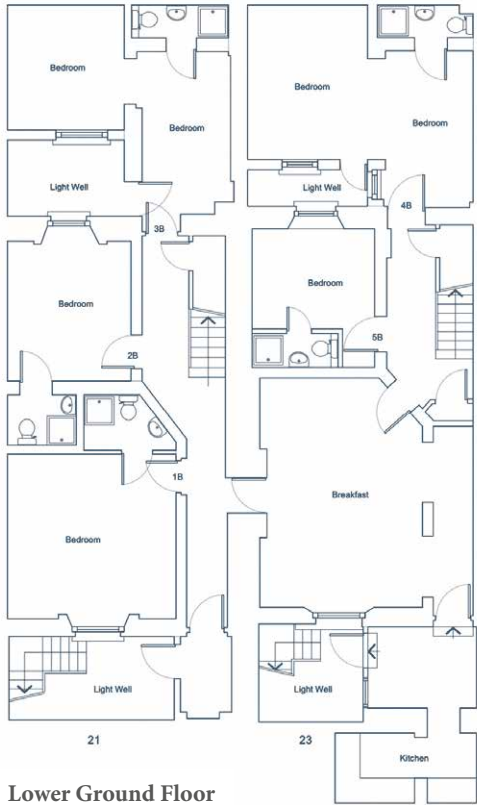 Bedroom
Bedroom
Bedroom
Bedroom
Light Well
Light Well
3B
4B
Bedroom
Bedroom
2B
5B
1B
Breakfast
Bedroom
Light Well
Light Well
21
23
Kitchen
Lower Ground Floor